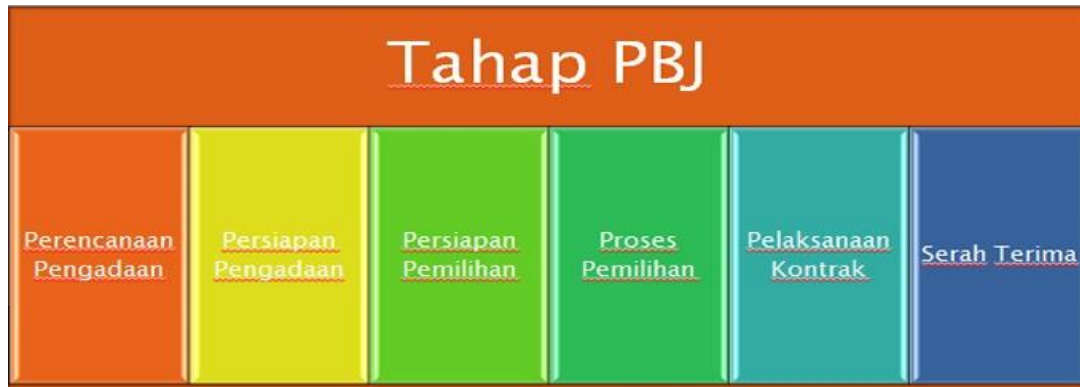 Tahap PBJ
Perencanaan
Pengadaan
Persiapan
Pengadaan
Persiapan
Pemilihan
Proses
Pemilihan
Pelaksanaan
Kontrak
Serah Terima